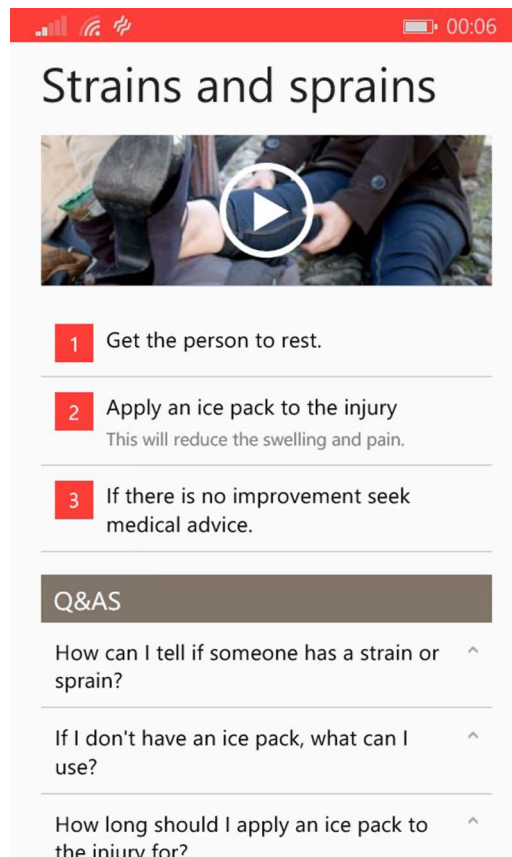 00:06
Strains and sprains
1 Get the person to rest.
2 Apply an ice pack to the injury
This will reduce the swelling and pain.
3 If there is no improvement seek
medical advice.
Q&AS
How can I tell if someone has a strain or
sprain?
If I don't have an ice pack, what can I
use?
How long should I apply an ice pack to
the injury for?